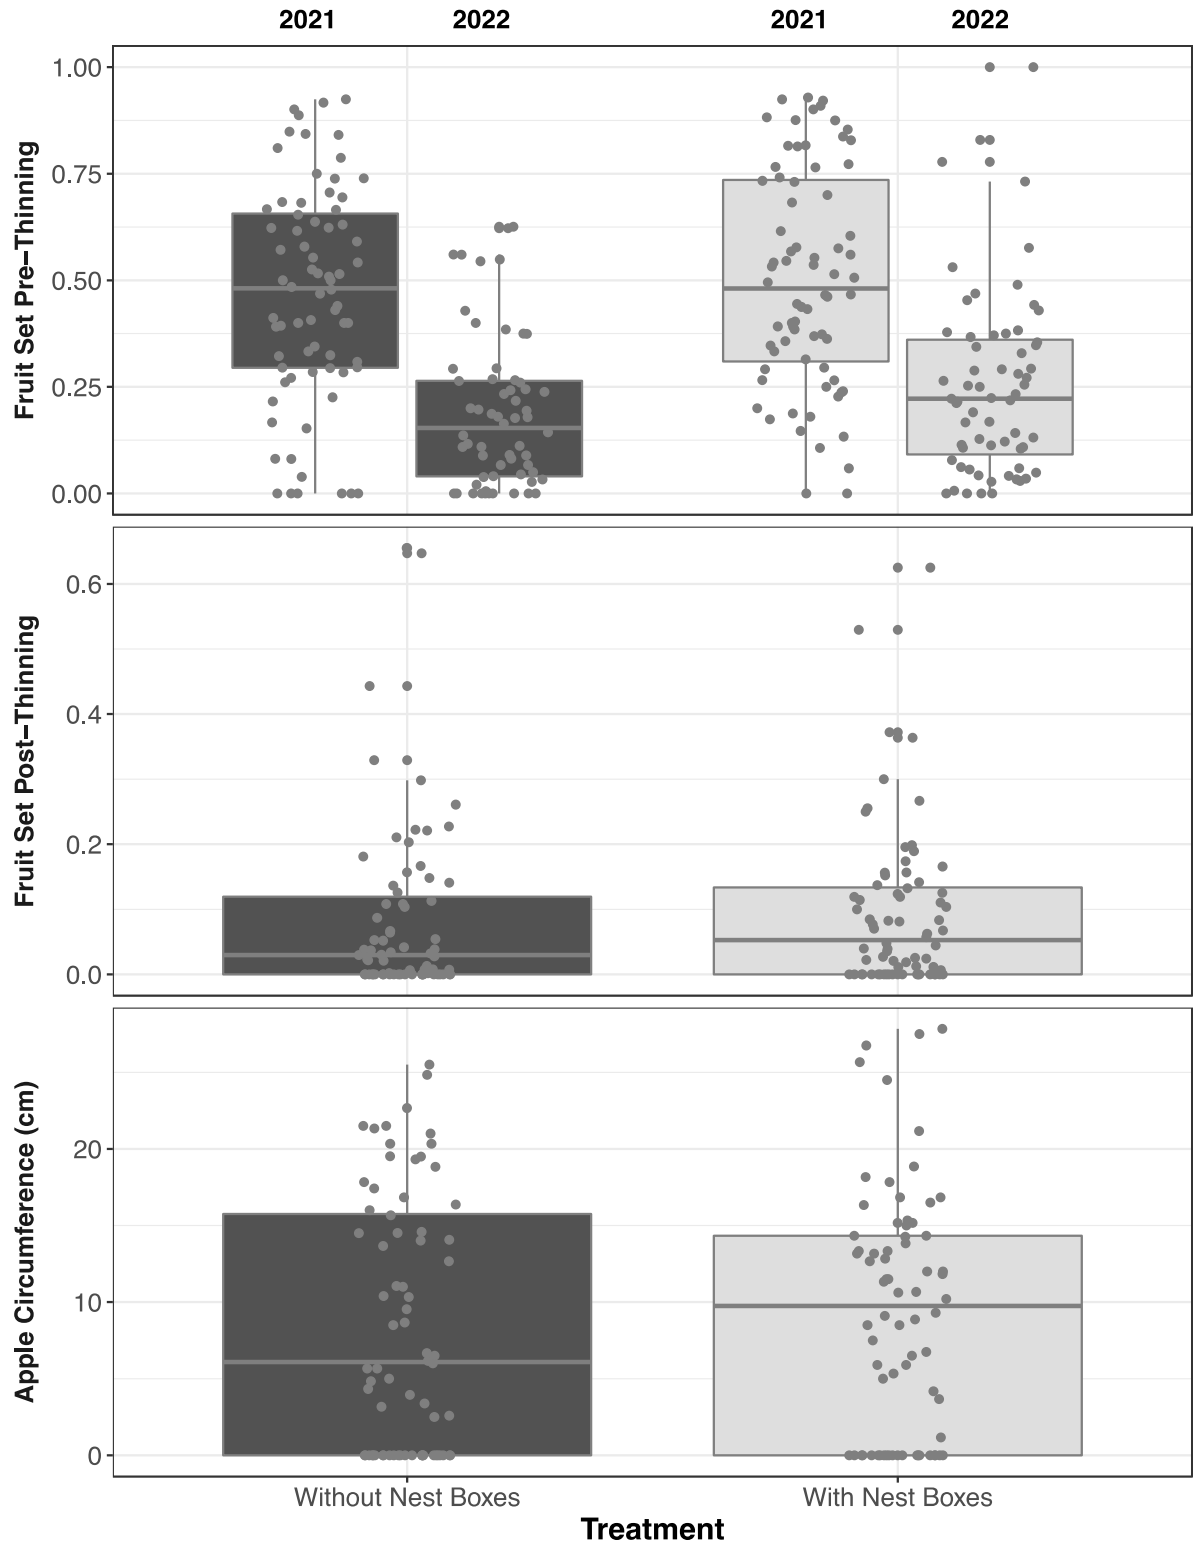 2021 2022 2021 2022
Fruit Set Pre−Thinning
1.00
0.75
0.50
0.25
0.00
Fruit Set Post−Thinning
0.6
0.4
0.2
0.0
Apple Circumference (cm)
20
10
0
Without Nest Boxes With Nest Boxes
Treatment